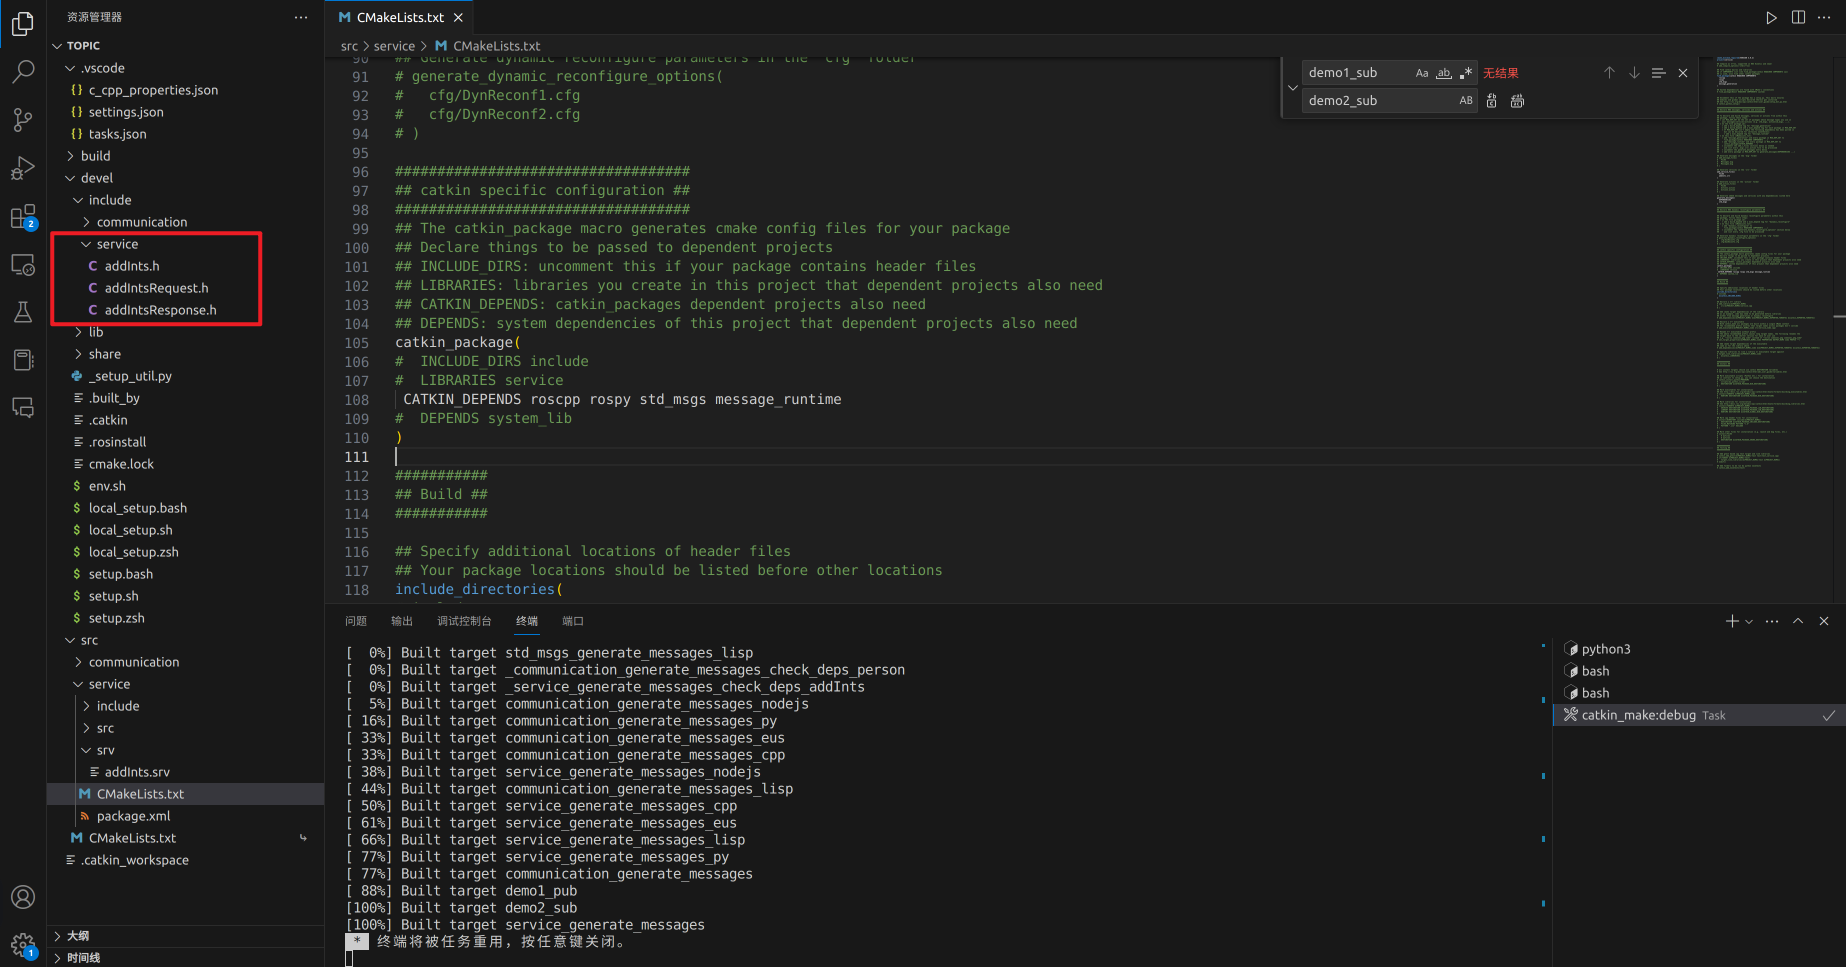 资源管理器
TOPIC
.vscode
c_cpp_properties.json
settings.json
tasks.json
build
devel
include
communication
service
addInts.h
addIntsRequest.h
addIntsResponse.h
lib
share
_setup_util.py
.built_by
.catkin
.rosinstall
cmake.lock
env.sh
local_setup.bash
local_setup.sh
local_setup.zsh
setup.bash
setup.sh
setup.zsh
src
communication
service
include
src
srv
addInts.srv
CMakeLists.txt
package.xml
CMakeLists.txt
.catkin_workspace
大纲
时间线
2
1
CMakeLists.txt
src > service > CMakeLists.txt
demo1_sub Aa ab .* 无结果
demo2_sub AB
90 ## Generate dynamic reconfigure parameters in the 'cfg' folder
91 # generate_dynamic_reconfigure_options(
92 #   cfg/DynReconf1.cfg
93 #   cfg/DynReconf2.cfg
94 # )
95
96 ###################################
97 ## catkin specific configuration ##
98 ###################################
99 ## The catkin_package macro generates cmake config files for your package
100 ## Declare things to be passed to dependent projects
101 ## INCLUDE_DIRS: uncomment this if your package contains header files
102 ## LIBRARIES: libraries you create in this project that dependent projects also need
103 ## CATKIN_DEPENDS: catkin_packages dependent projects also need
104 ## DEPENDS: system dependencies of this project that dependent projects also need
105 catkin_package(
106 #  INCLUDE_DIRS include
107 #  LIBRARIES service
108  CATKIN_DEPENDS roscpp rospy std_msgs message_runtime
109 #  DEPENDS system_lib
110 )
111
112 ###########
113 ## Build ##
114 ###########
115
116 ## Specify additional locations of header files
117 ## Your package locations should be listed before other locations
118 include_directories(
问题 输出 调试控制台 终端 端口
[  0%] Built target std_msgs_generate_messages_lisp
[  0%] Built target _communication_generate_messages_check_deps_person
[  0%] Built target _service_generate_messages_check_deps_addInts
[  5%] Built target communication_generate_messages_nodejs
[ 16%] Built target communication_generate_messages_py
[ 33%] Built target communication_generate_messages_eus
[ 33%] Built target communication_generate_messages_cpp
[ 38%] Built target service_generate_messages_nodejs
[ 44%] Built target communication_generate_messages_lisp
[ 50%] Built target service_generate_messages_cpp
[ 61%] Built target service_generate_messages_eus
[ 66%] Built target service_generate_messages_lisp
[ 77%] Built target service_generate_messages_py
[ 77%] Built target communication_generate_messages
[ 88%] Built target demo1_pub
[100%] Built target demo2_sub
[100%] Built target service_generate_messages
* 终端将被任务重用，按任意键关闭。
python3
bash
bash
catkin_make:debug Task